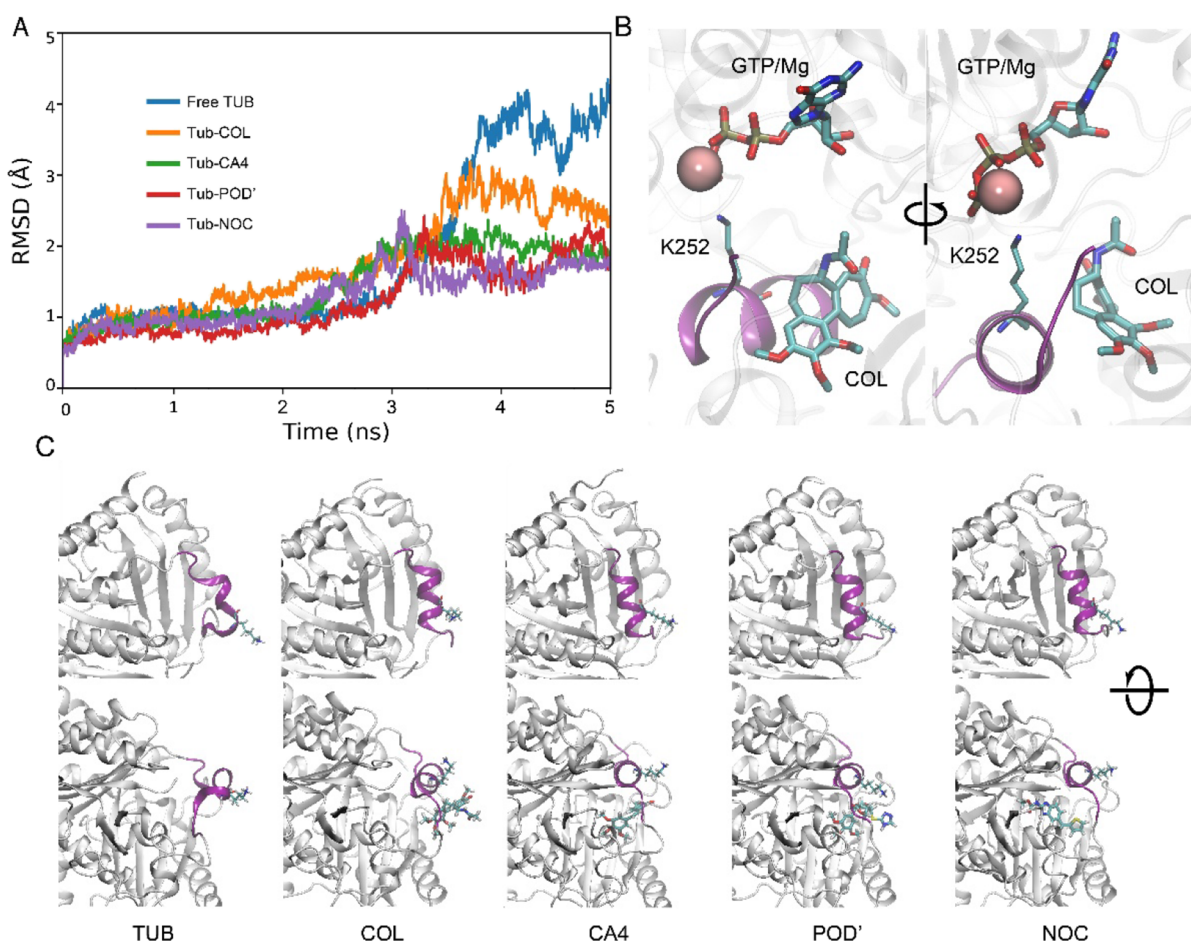 A
B
5
4
3
2
1
0
RMSD (Å)
Free TUB
Tub-COL
Tub-CA4
Tub-POD'
Tub-NOC
0
1
2
3
4
5
Time (ns)
GTP/Mg
GTP/Mg
K252
K252
COL
COL
C
TUB
COL
CA4
POD'
NOC